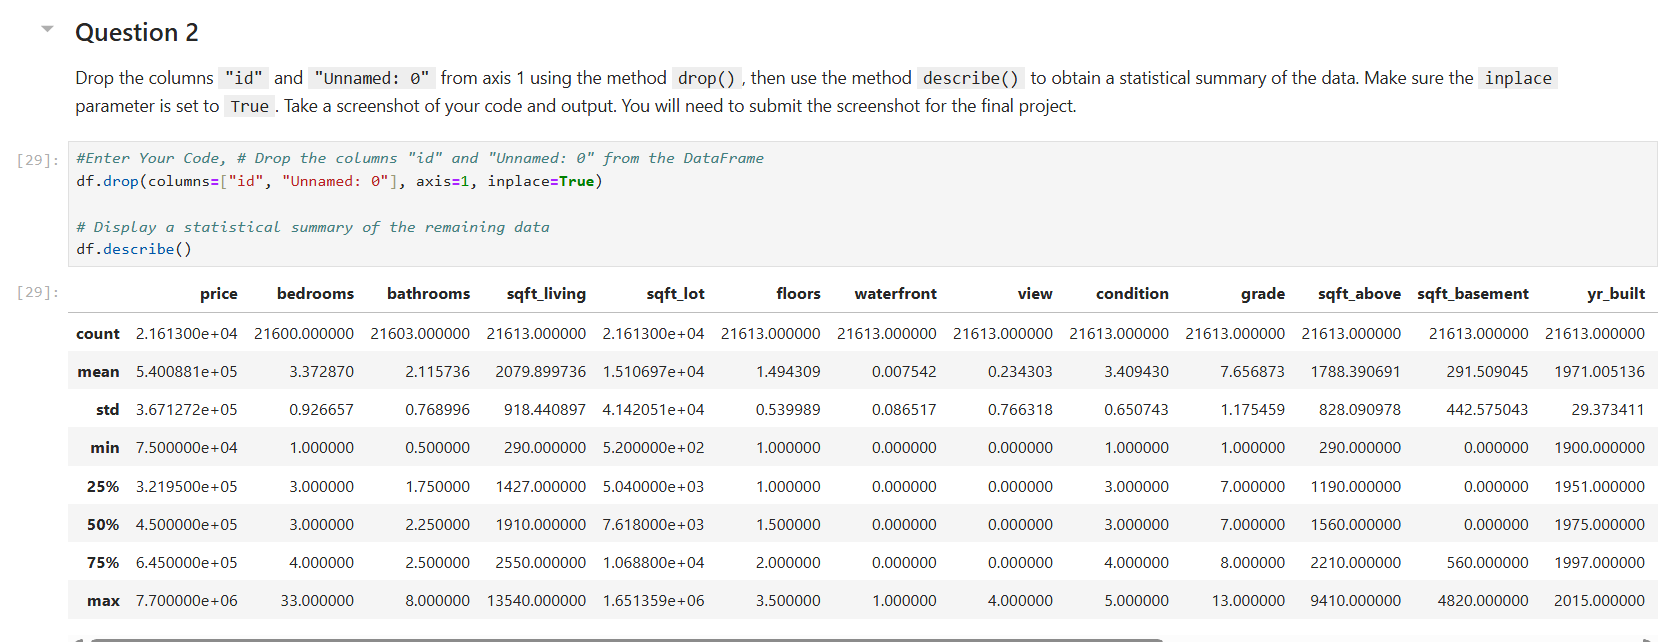 Question 2
Drop the columns "id" and "Unnamed: 0" from axis 1 using the method drop() , then use the method describe() to obtain a statistical summary of the data. Make sure the inplace
parameter is set to True . Take a screenshot of your code and output. You will need to submit the screenshot for the final project.
[29]: #Enter Your Code, # Drop the columns "id" and "Unnamed: 0" from the DataFrame
df.drop(columns=["id", "Unnamed: 0"], axis=1, inplace=True)
# Display a statistical summary of the remaining data
df.describe()
[29]: price bedrooms bathrooms sqft_living sqft_lot floors waterfront view condition grade sqft_above sqft_basement yr_built
count 2.161300e+04 21600.000000 21603.000000 21613.000000 2.161300e+04 21613.000000 21613.000000 21613.000000 21613.000000 21613.000000 21613.000000 21613.000000 21613.000000
mean 5.400881e+05 3.372870 2.115736 2079.899736 1.510697e+04 1.494309 0.007542 0.234303 3.409430 7.656873 1788.390691 291.509045 1971.005136
std 3.671272e+05 0.926657 0.768996 918.440897 4.142051e+04 0.539989 0.086517 0.766318 0.650743 1.175459 828.090978 442.575043 29.373411
min 7.500000e+04 1.000000 0.500000 290.000000 5.200000e+02 1.000000 0.000000 0.000000 1.000000 1.000000 290.000000 0.000000 1900.000000
25% 3.219500e+05 3.000000 1.750000 1427.000000 5.040000e+03 1.000000 0.000000 0.000000 3.000000 7.000000 1190.000000 0.000000 1951.000000
50% 4.500000e+05 3.000000 2.250000 1910.000000 7.618000e+03 1.500000 0.000000 0.000000 3.000000 7.000000 1560.000000 0.000000 1975.000000
75% 6.450000e+05 4.000000 2.500000 2550.000000 1.068800e+04 2.000000 0.000000 0.000000 4.000000 8.000000 2210.000000 560.000000 1997.000000
max 7.700000e+06 33.000000 8.000000 13540.000000 1.651359e+06 3.500000 1.000000 4.000000 5.000000 13.000000 9410.000000 4820.000000 2015.000000